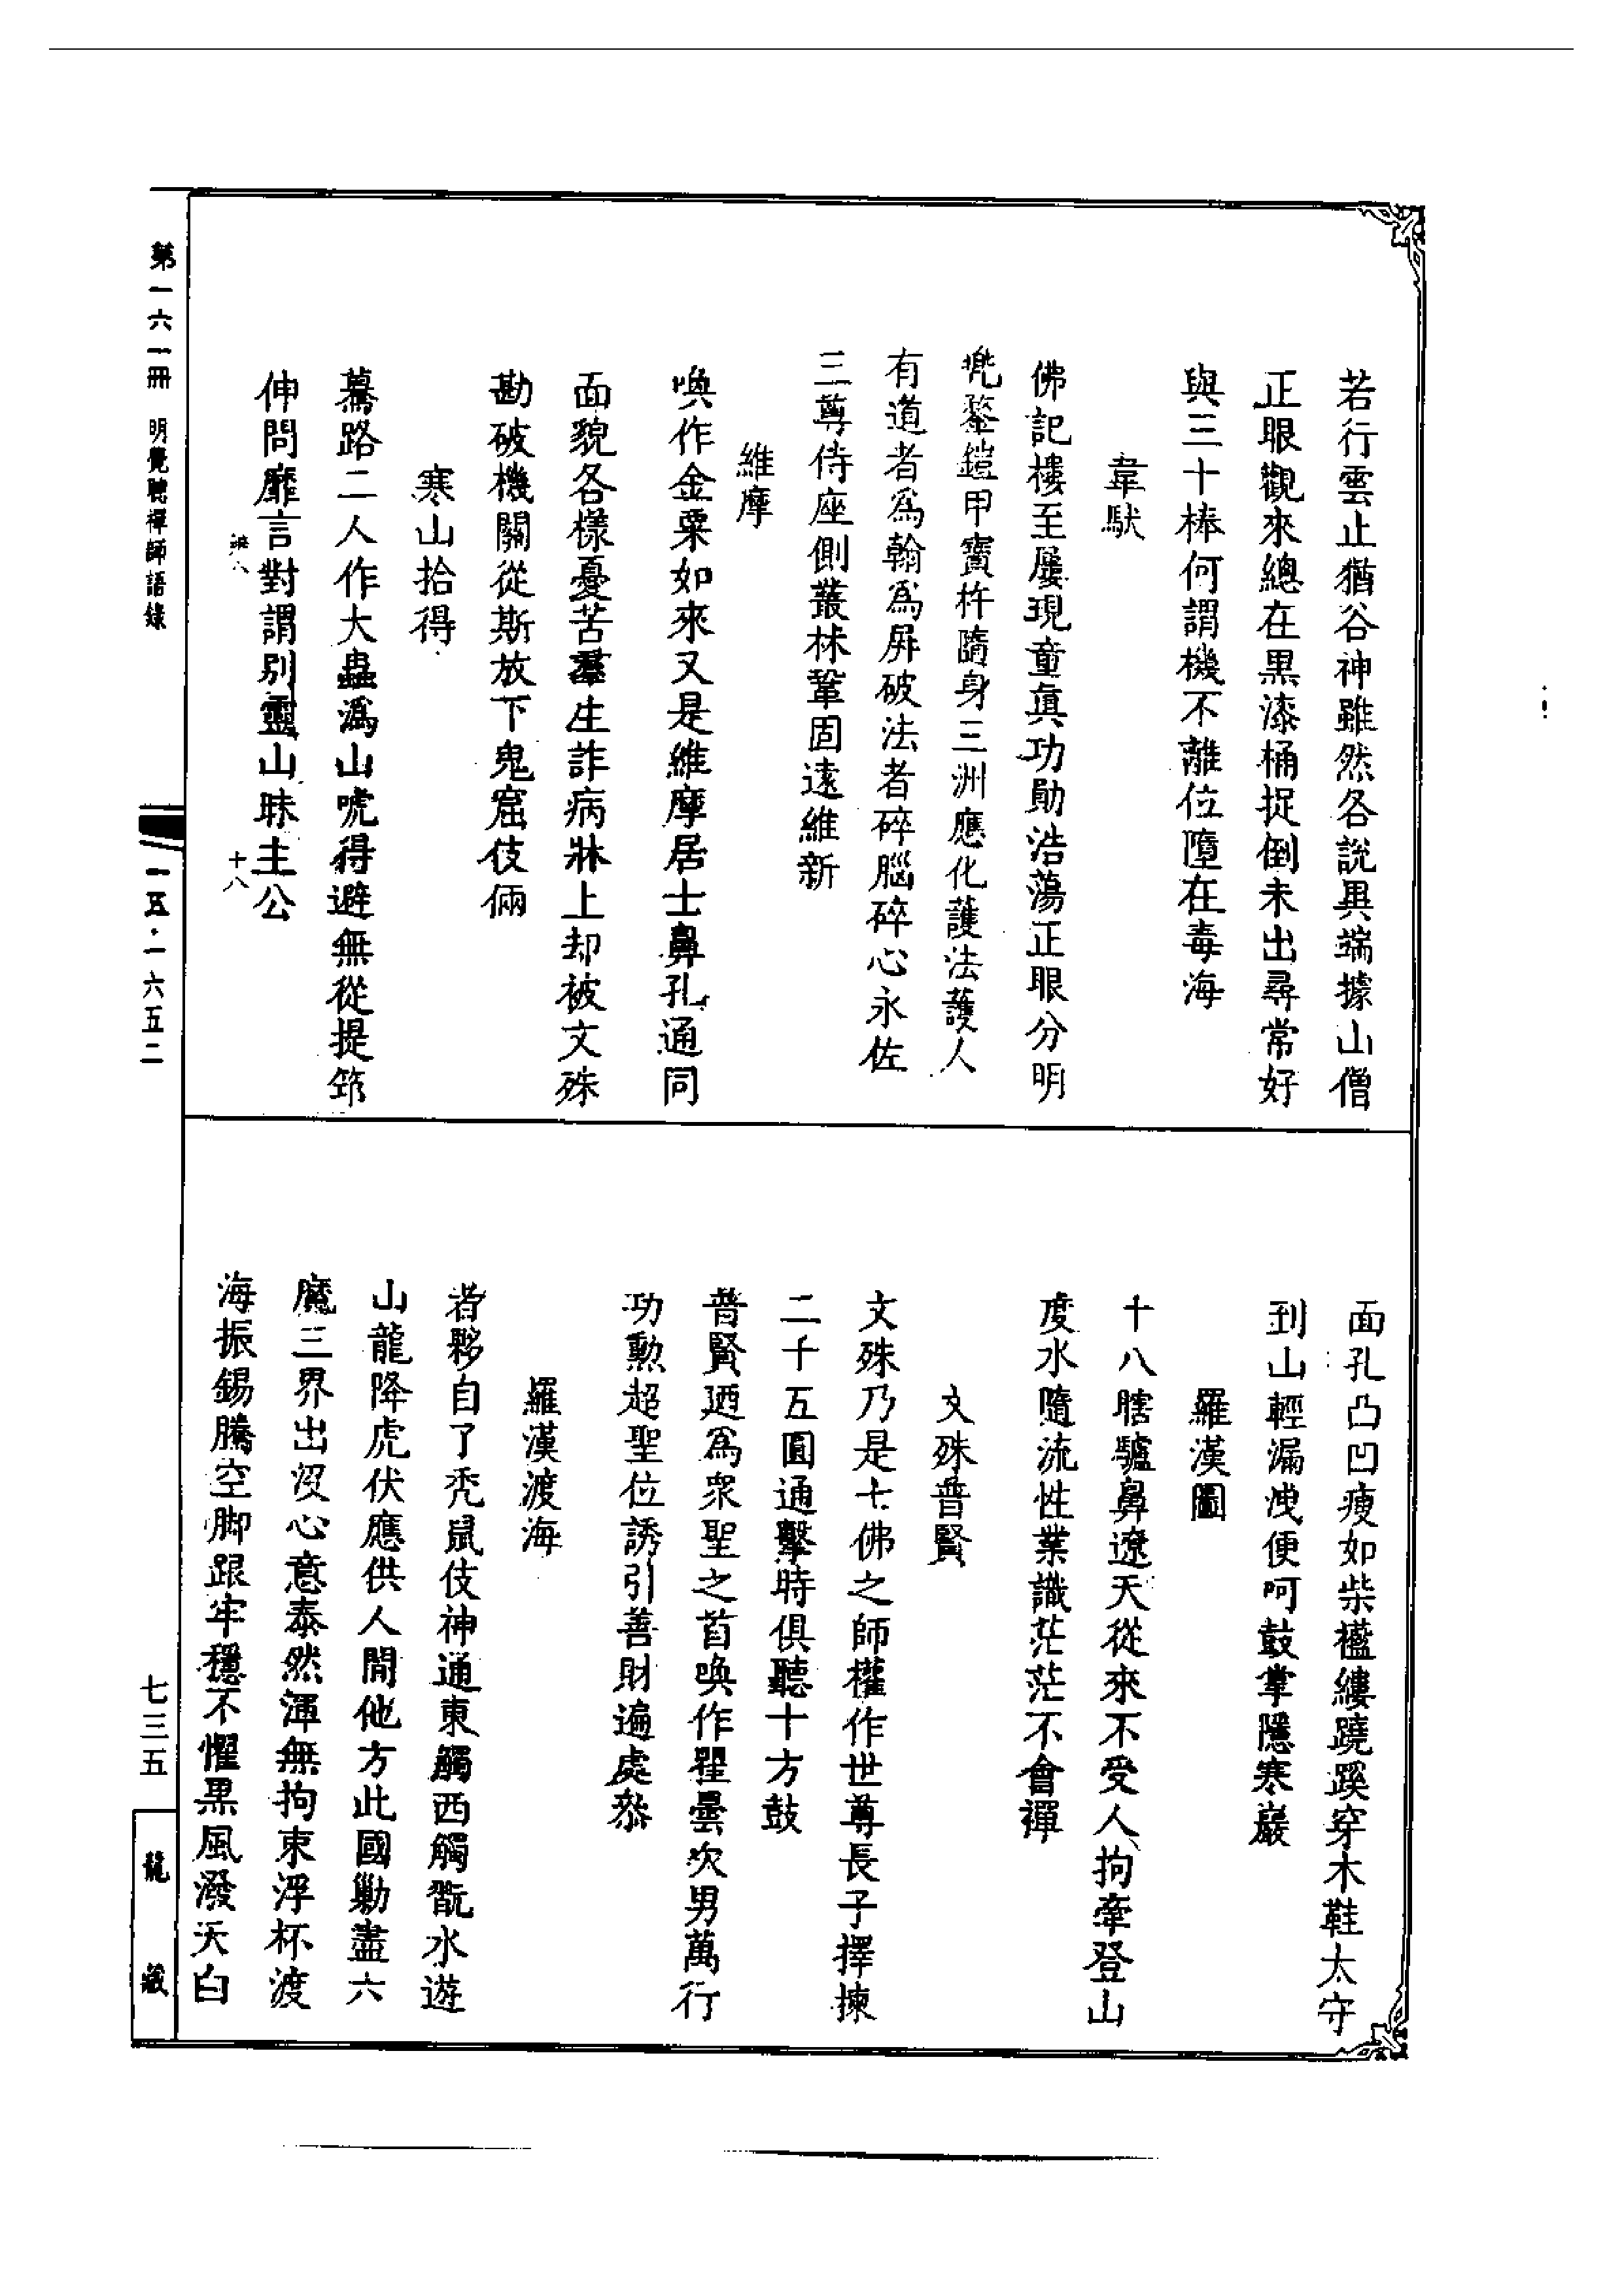 若行雲止猶谷神雖然各說異端據山僧
正眼觀來總在黑漆桶捉倒未出尋常好
與三十棒何謂機不離位墮在毒海
韋馱
佛記樓至屢現童眞功勛浩蕩正眼分明
兠鍪鎧甲寶杵隨身三洲應化護法護人
有道者爲翰爲屏破法者碎腦碎心永佐
三尊侍座側叢林鞏固遠維新
維摩
喚作金粟如來又是維摩居士鼻孔通同
面貌各樣憂苦羣生詐病牀上却被文殊
勘破機關從斯放下鬼窟伎倆
寒山拾得
驀路二人作大蟲溈山唬得避無從提筇
伸問靡言對謂別靈山昧主公
十八
面孔凸凹瘦如柴襤縷蹺蹊穿木鞋太守
到山輕漏洩便呵鼓掌隱寒巖
羅漢圖
十八瞎驢鼻遼天從來不受人拘牽登山
度水隨流性業識茫茫不會禪
文殊普賢
文殊乃是七佛之師權作世尊長子擇揀
二千五圓通擊時俱聽十方鼓
普賢廼爲衆聖之首喚作瞿曇次男萬行
功勲超聖位誘引善財遍處叅
羅漢渡海
者夥自了禿鼠伎神通東觸西觸翫水遊
山龍降虎伏應供人間他方此國勦盡六
魔三界出沒心意泰然渾無拘束浮杯渡
海振錫騰空脚跟牢穩不懼黑風潑天白
第一六一冊 明覺聰禪師語錄
一五·一六五二
七三五
龍藏